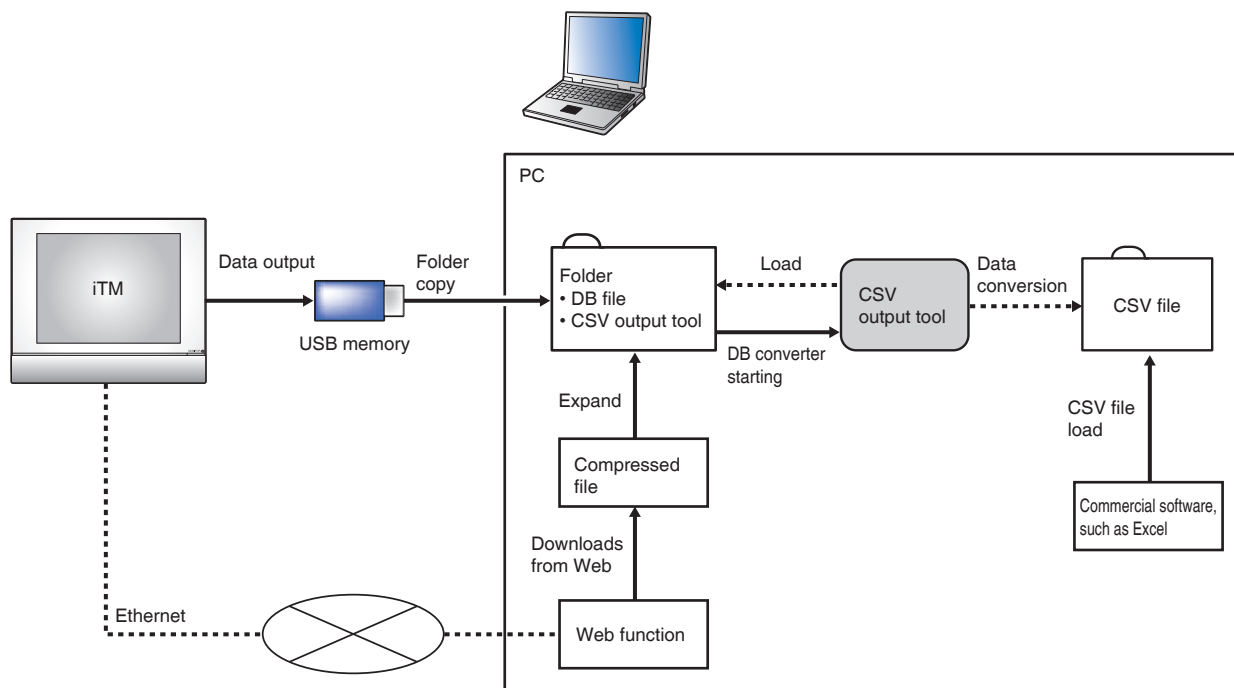 PC
iTM
Data output
USB memory
Folder
copy
Folder
• DB file
• CSV output tool
Load
DB converter
starting
CSV
output tool
Data
conversion
CSV file
Expand
CSV file
load
Compressed
file
Commercial software,
such as Excel
Downloads
from Web
Ethernet
Web function